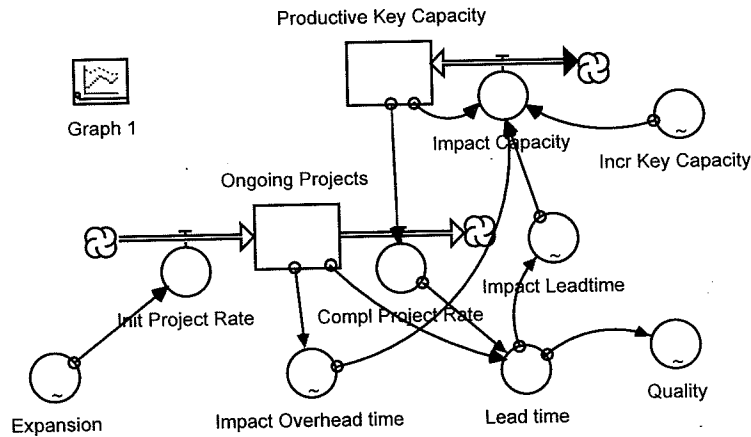 Productive Key Capacity
Graph 1
Impact Capacity
Incr Key Capacity
Ongoing Projects
Impact Leadtime
Init Project Rate
Compl Project Rate
Quality
Expansion
Impact Overhead time
Lead time